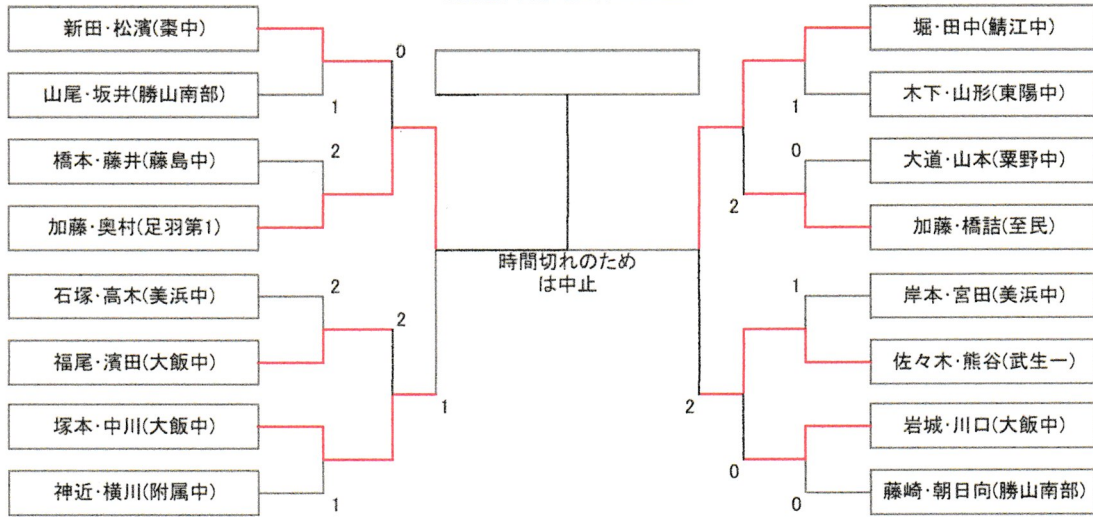 新田・松濱(棗中)
山尾・坂井(勝山南部)
橋本・藤井(藤島中)
加藤・奥村(足羽第1)
石塚・高木(美浜中)
福尾・濱田(大飯中)
塚本・中川(大飯中)
神近・横川(附属中)
1
2
2
1
0
2
1
時間切れのため
は中止
2
2
0
1
0
1
0
堀・田中(鯖江中)
木下・山形(東陽中)
大道・山本(粟野中)
加藤・橋詰(至民)
岸本・宮田(美浜中)
佐々木・熊谷(武生一)
岩城・川口(大飯中)
藤崎・朝日向(勝山南部)